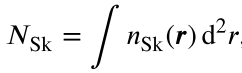 N_Sk = ∫ n_Sk(r) d²r,